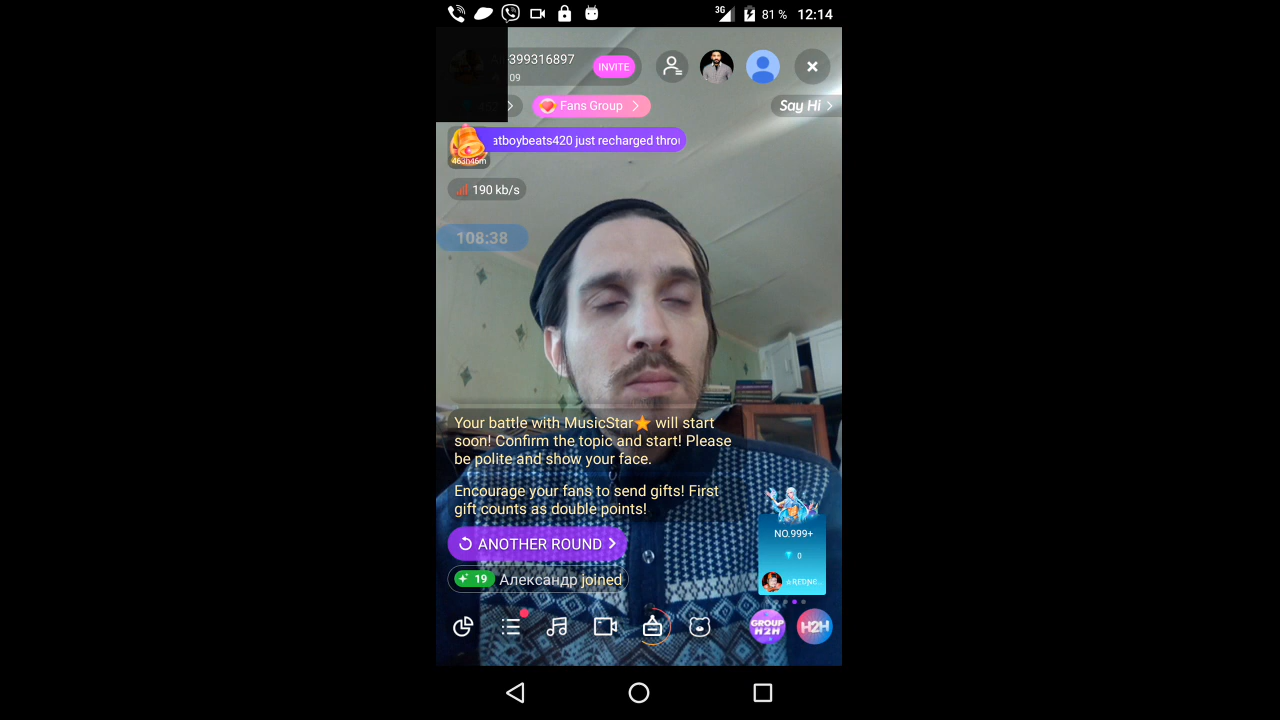 3G 81 % 12:14
399316897
INVITE
09
Fans Group
Say Hi
atboybeats420 just recharged thro
463h46m
190 kb/s
108:38
Your battle with MusicStar⭐ will start
soon! Confirm the topic and start! Please
be polite and show your face.
Encourage your fans to send gifts! First
gift counts as double points!
ANOTHER ROUND
19 Александр joined
NO.999+
0
GROUP
H2H
H2H